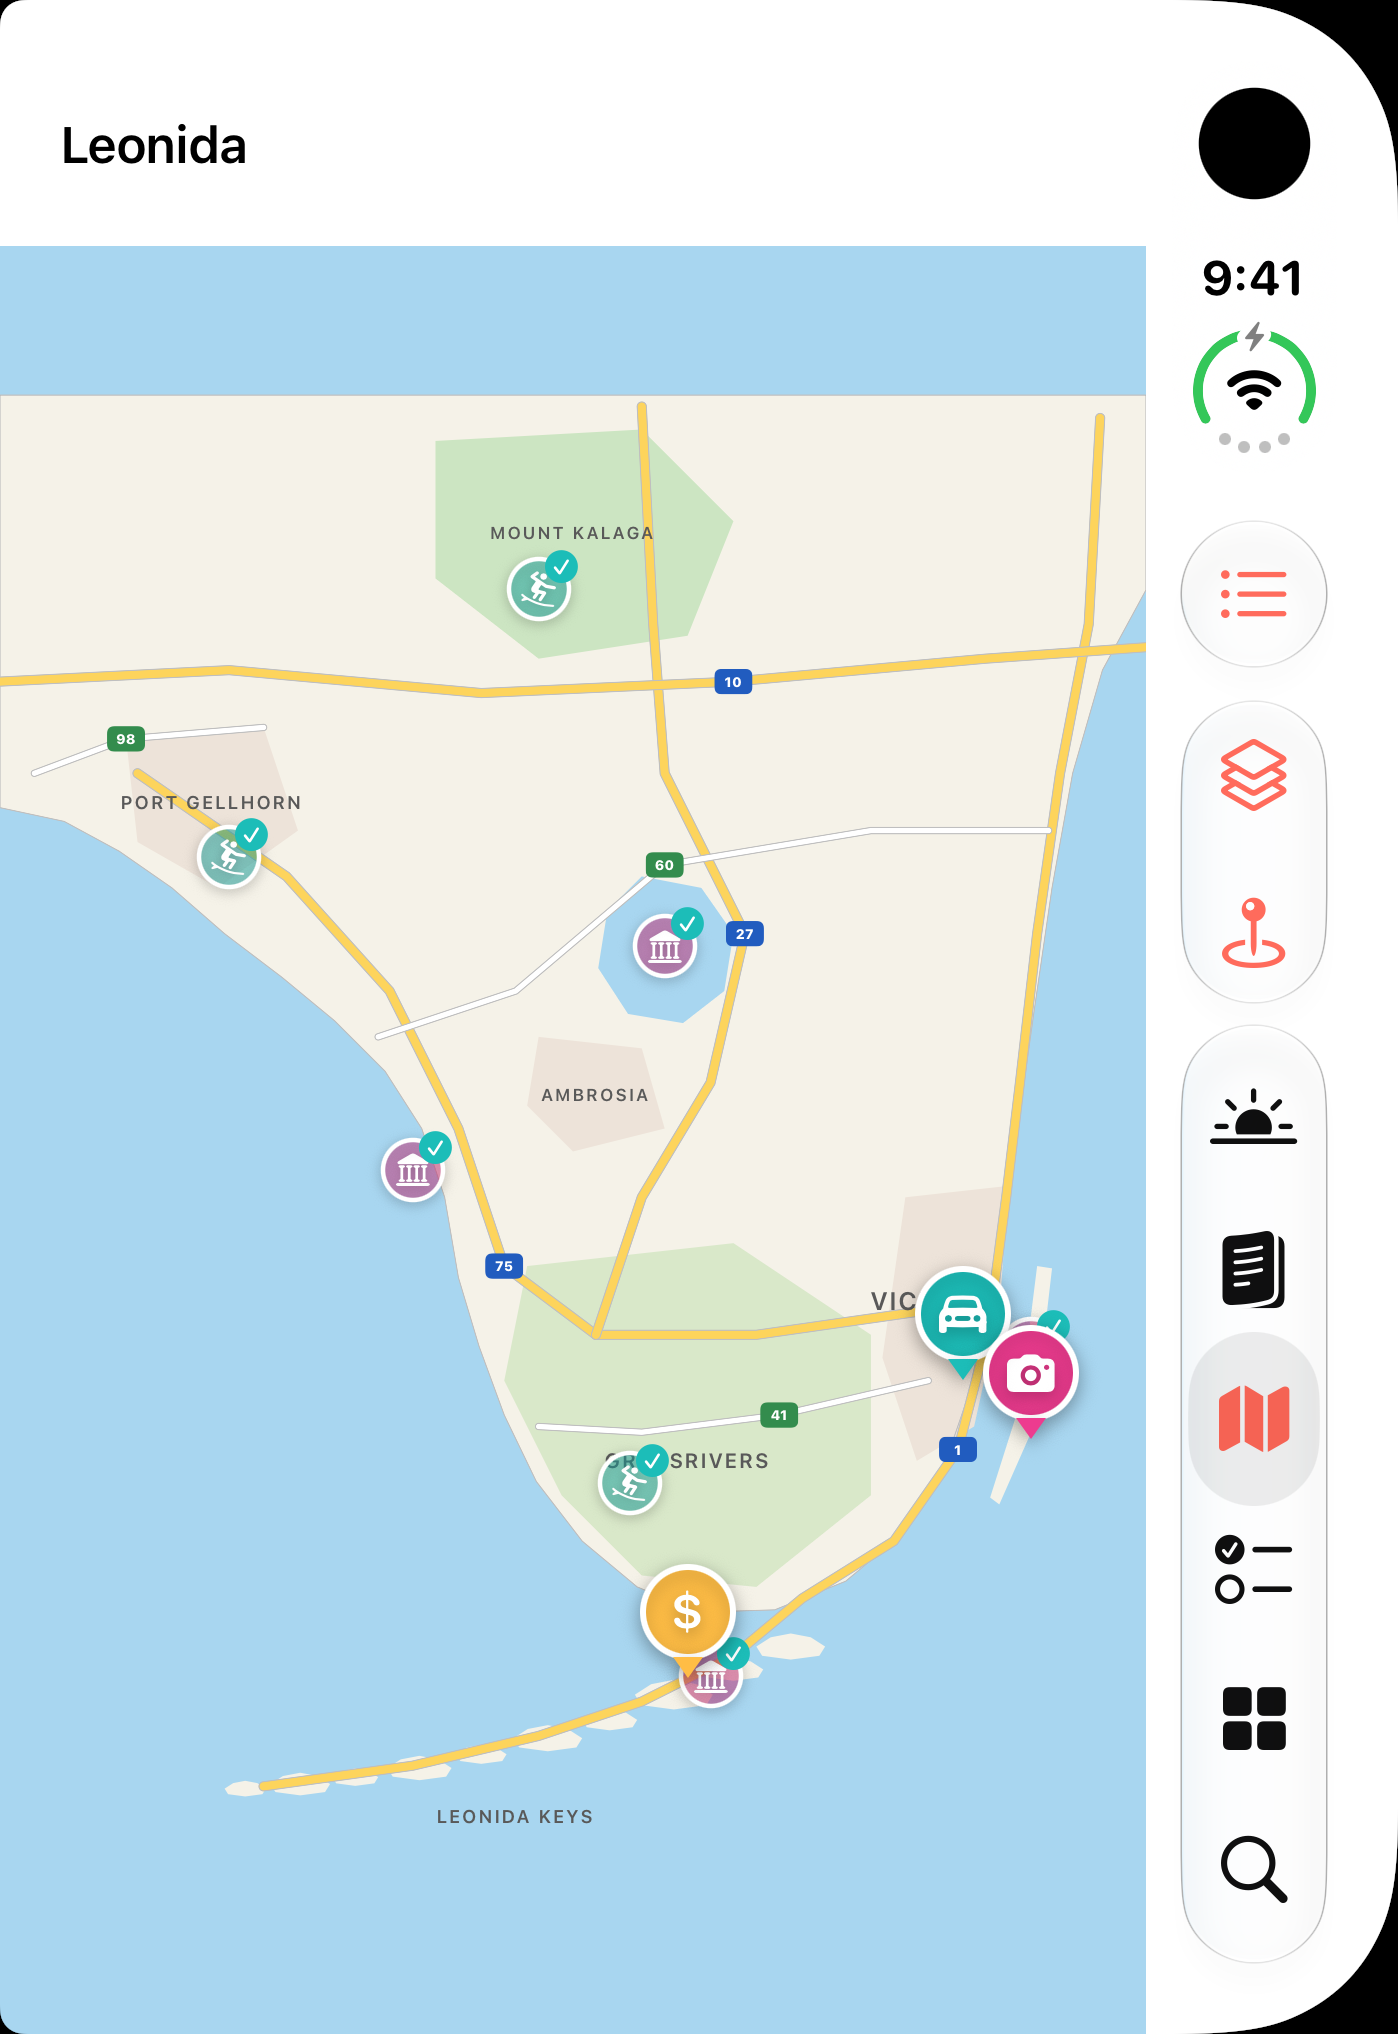 Leonida
9:41
MOUNT KALAGA
10
98
PORT GELLHORN
60
27
AMBROSIA
75
VIC
41
GR SRIVERS
1
$
LEONIDA KEYS